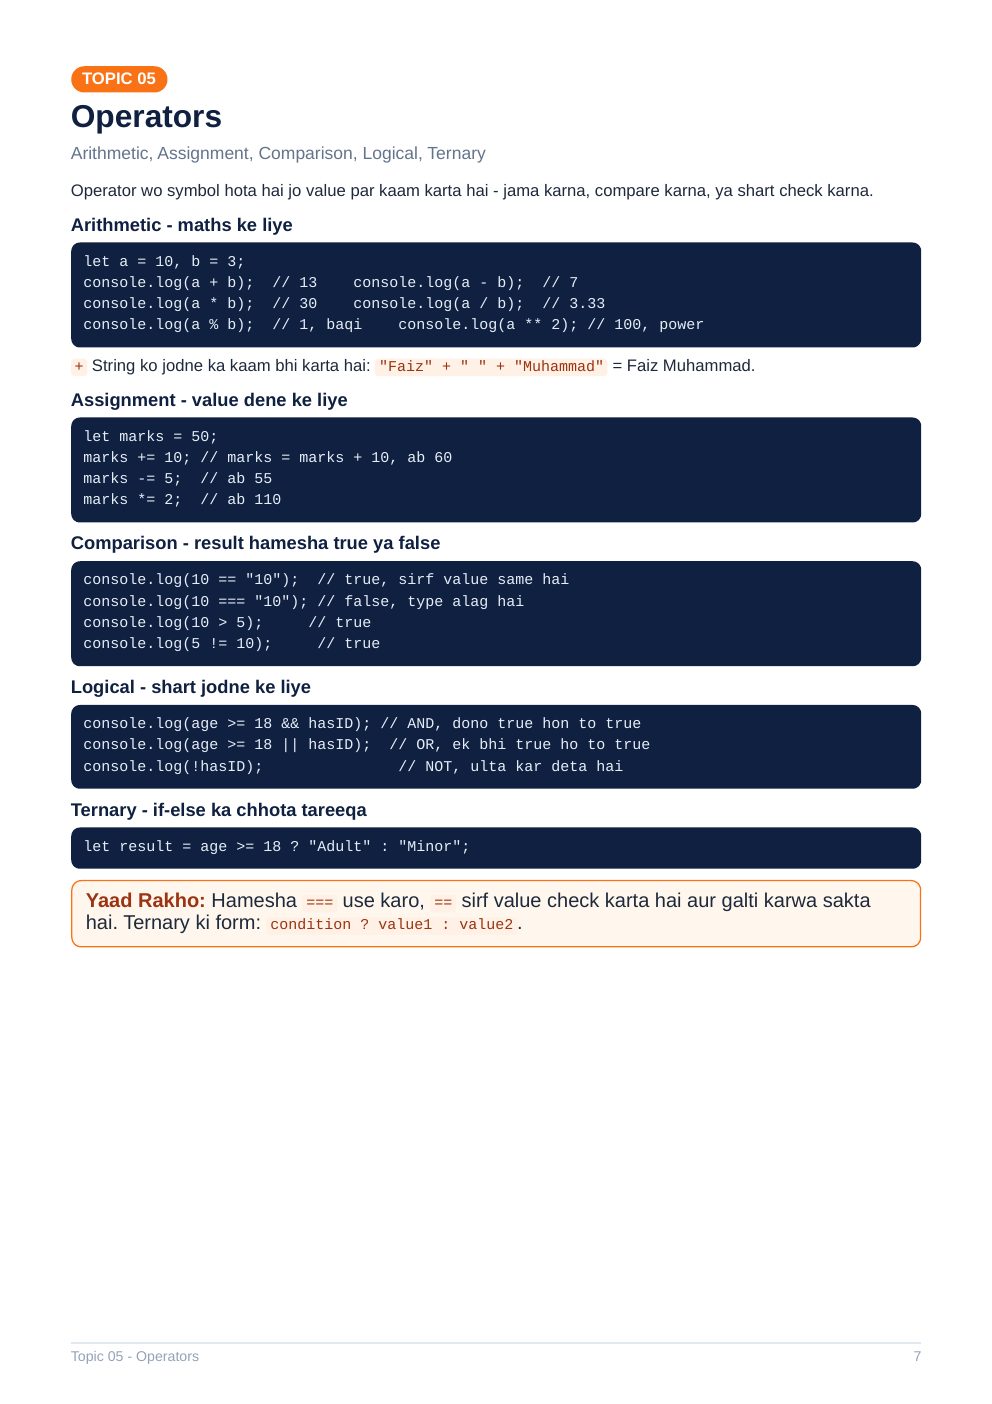 TOPIC 05
Operators
Arithmetic, Assignment, Comparison, Logical, Ternary
Operator wo symbol hota hai jo value par kaam karta hai - jama karna, compare karna, ya shart check karna.
Arithmetic - maths ke liye
let a = 10, b = 3;
console.log(a + b);  // 13    console.log(a - b);  // 7
console.log(a * b);  // 30    console.log(a / b);  // 3.33
console.log(a % b);  // 1, baqi    console.log(a ** 2); // 100, power
+ String ko jodne ka kaam bhi karta hai: "Faiz" + " " + "Muhammad" = Faiz Muhammad.
Assignment - value dene ke liye
let marks = 50;
marks += 10; // marks = marks + 10, ab 60
marks -= 5;  // ab 55
marks *= 2;  // ab 110
Comparison - result hamesha true ya false
console.log(10 == "10");  // true, sirf value same hai
console.log(10 === "10"); // false, type alag hai
console.log(10 > 5);     // true
console.log(5 != 10);     // true
Logical - shart jodne ke liye
console.log(age >= 18 && hasID); // AND, dono true hon to true
console.log(age >= 18 || hasID);  // OR, ek bhi true ho to true
console.log(!hasID);               // NOT, ulta kar deta hai
Ternary - if-else ka chhota tareeqa
let result = age >= 18 ? "Adult" : "Minor";
Yaad Rakho: Hamesha === use karo, == sirf value check karta hai aur galti karwa sakta
hai. Ternary ki form: condition ? value1 : value2.
Topic 05 - Operators
7